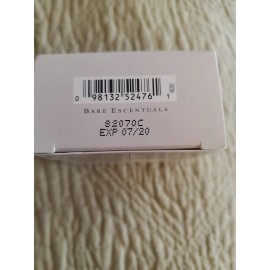 0 98132 52476 1
BARE ESCENTUALS
82070C
EXP 07/20